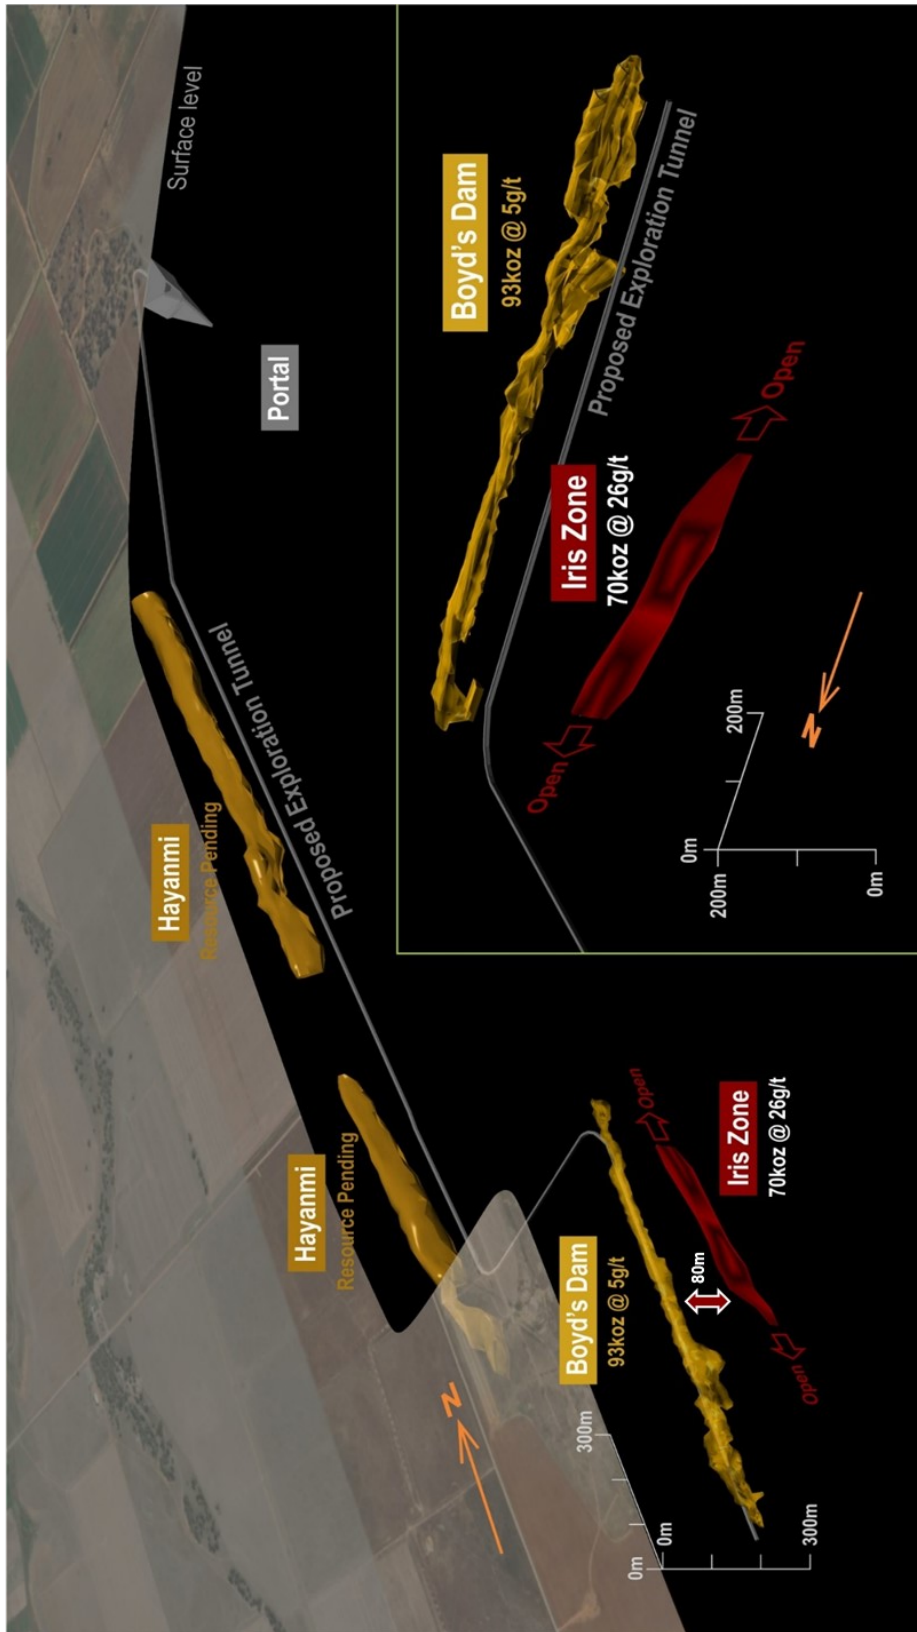 Surface level
Portal
Hayanmi
Resource Pending
Proposed Exploration Tunnel
Hayanmi
Resource Pending
N
Boyd's Dam
93koz @ 5g/t
80m
Open
Iris Zone
70koz @ 26g/t
Open
0m
300m
0m
300m
Boyd's Dam
93koz @ 5g/t
Proposed Exploration Tunnel
Iris Zone
70koz @ 26g/t
Open
Open
0m
200m
200m
0m
N